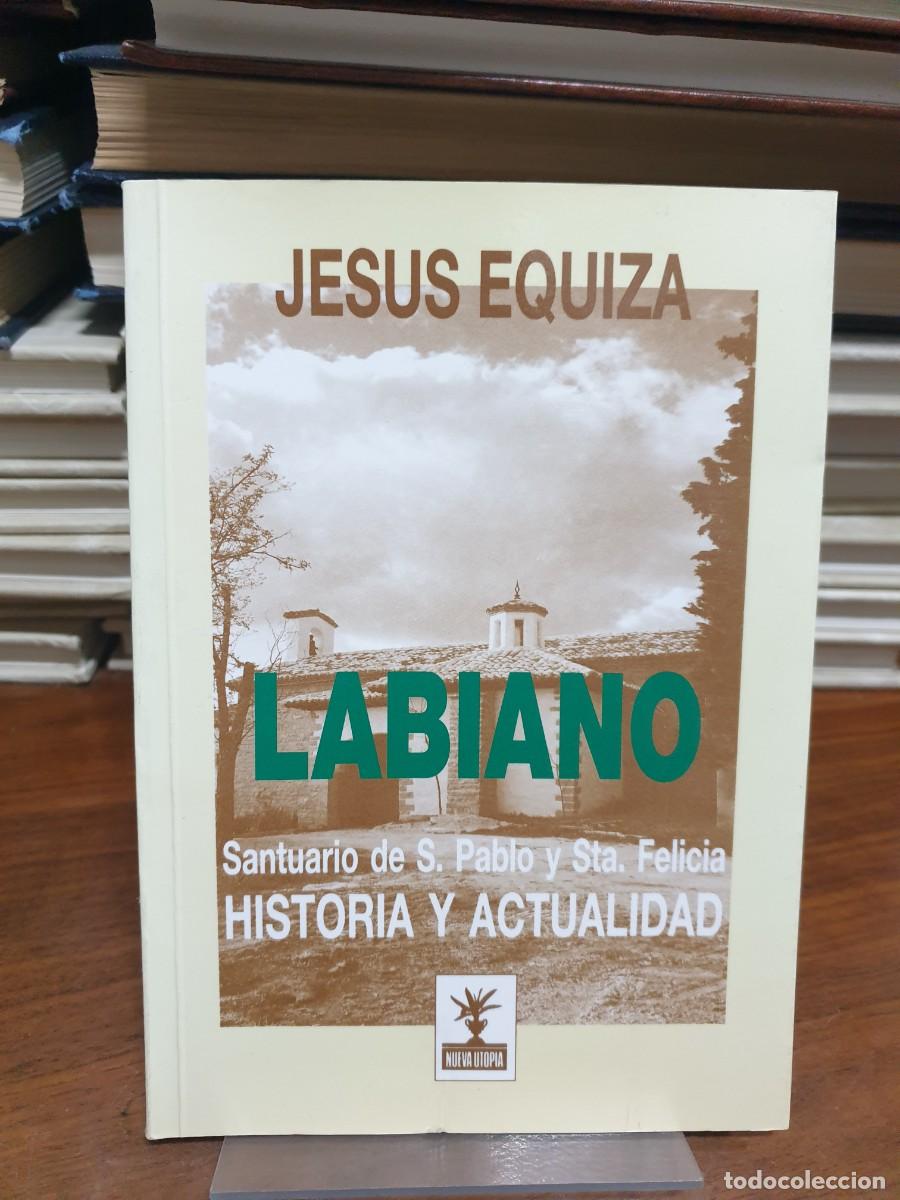 JESUS EQUIZA
LABIANO
Santuario de S. Pablo y Sta. Felicia
HISTORIA Y ACTUALIDAD
NUEVA UTOPIA
todocoleccion